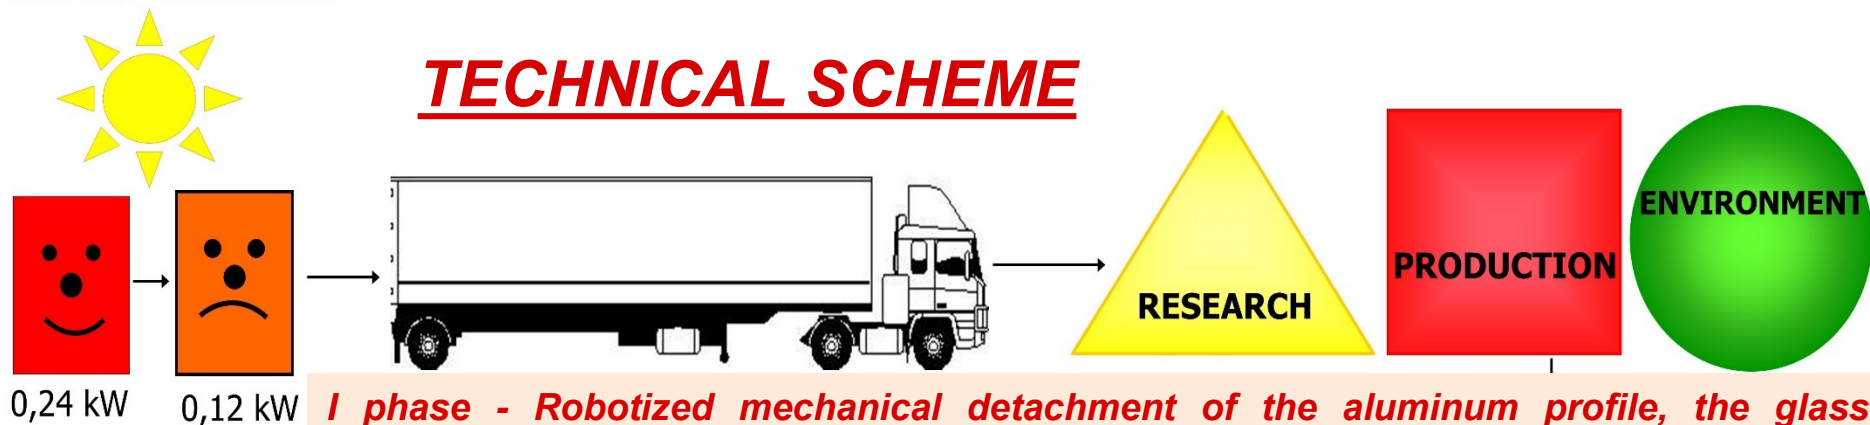 TECHNICAL SCHEME
ENVIRONMENT
PRODUCTION
RESEARCH
0,24 kW
0,12 kW
I phase - Robotized mechanical detachment of the aluminum profile, the glass